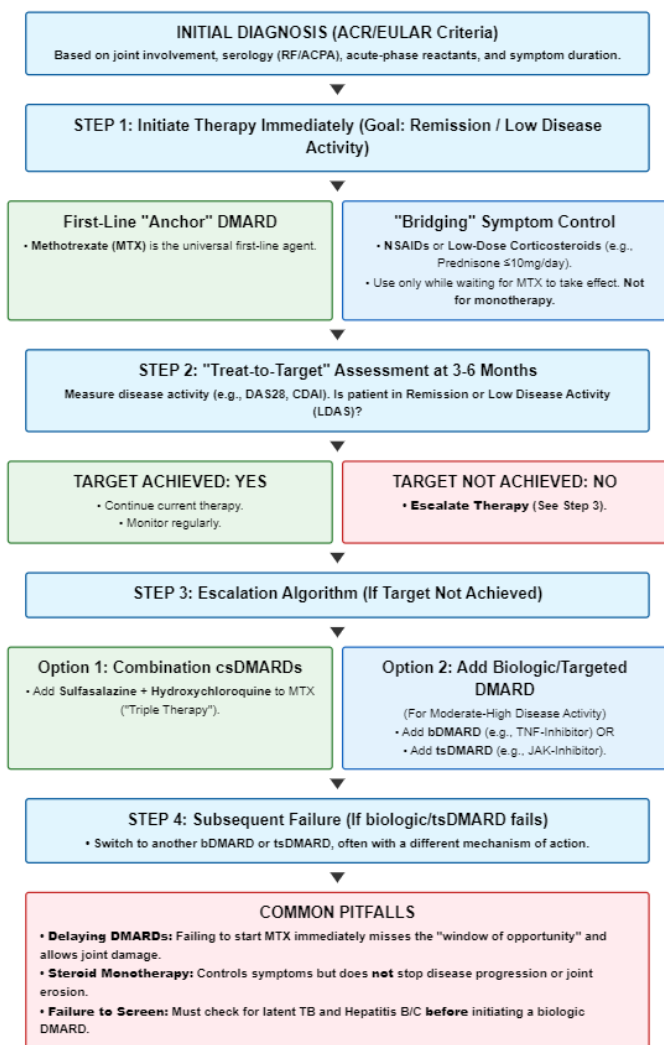 INITIAL DIAGNOSIS (ACR/EULAR Criteria)
Based on joint involvement, serology (RF/ACPA), acute-phase reactants, and symptom duration.
STEP 1: Initiate Therapy Immediately (Goal: Remission / Low Disease
Activity)
First-Line "Anchor" DMARD
• Methotrexate (MTX) is the universal first-line agent.
"Bridging" Symptom Control
• NSAIDs or Low-Dose Corticosteroids (e.g.,
Prednisone ≤10mg/day).
• Use only while waiting for MTX to take effect. Not
for monotherapy.
STEP 2: "Treat-to-Target" Assessment at 3-6 Months
Measure disease activity (e.g., DAS28, CDAI). Is patient in Remission or Low Disease Activity
(LDAS)?
TARGET ACHIEVED: YES
• Continue current therapy.
• Monitor regularly.
TARGET NOT ACHIEVED: NO
• Escalate Therapy (See Step 3).
STEP 3: Escalation Algorithm (If Target Not Achieved)
Option 1: Combination csDMARDs
• Add Sulfasalazine + Hydroxychloroquine to MTX
("Triple Therapy").
Option 2: Add Biologic/Targeted
DMARD
(For Moderate-High Disease Activity)
• Add bDMARD (e.g., TNF-Inhibitor) OR
• Add tsDMARD (e.g., JAK-Inhibitor).
STEP 4: Subsequent Failure (If biologic/tsDMARD fails)
• Switch to another bDMARD or tsDMARD, often with a different mechanism of action.
COMMON PITFALLS
• Delaying DMARDs: Failing to start MTX immediately misses the "window of opportunity" and
allows joint damage.
• Steroid Monotherapy: Controls symptoms but does not stop disease progression or joint
erosion.
• Failure to Screen: Must check for latent TB and Hepatitis B/C before initiating a biologic
DMARD.